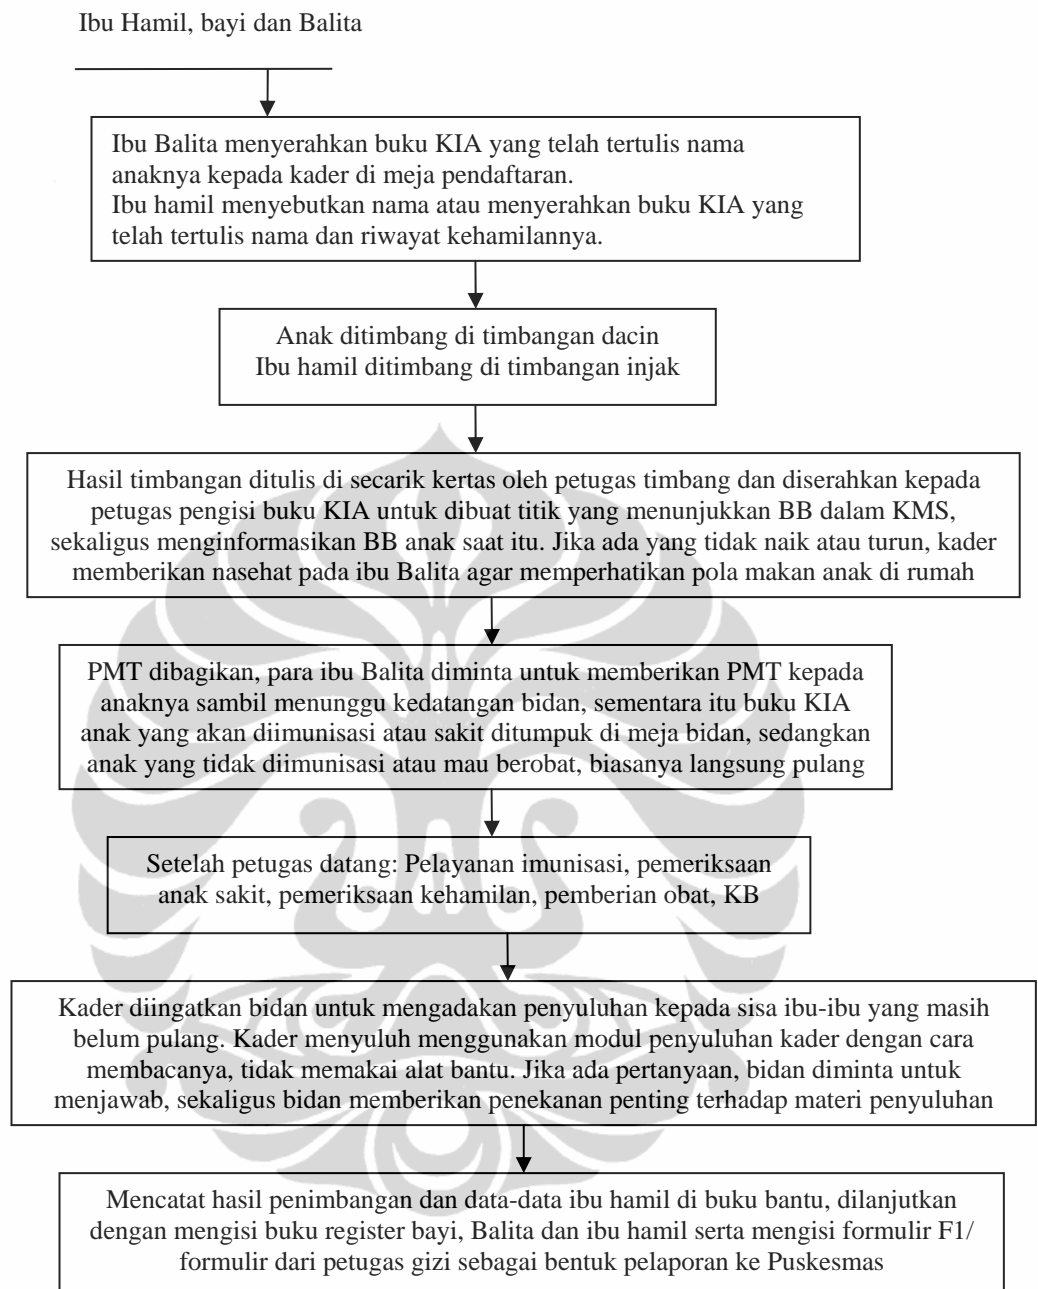 Ibu Hamil, bayi dan Balita
Ibu Balita menyerahkan buku KIA yang telah tertulis nama
anaknya kepada kader di meja pendaftaran.
Ibu hamil menyebutkan nama atau menyerahkan buku KIA yang
telah tertulis nama dan riwayat kehamilannya.
Anak ditimbang di timbangan dacin
Ibu hamil ditimbang di timbangan injak
Hasil timbangan ditulis di secarik kertas oleh petugas timbang dan diserahkan kepada
petugas pengisi buku KIA untuk dibuat titik yang menunjukkan BB dalam KMS,
sekaligus menginformasikan BB anak saat itu. Jika ada yang tidak naik atau turun, kader
memberikan nasehat pada ibu Balita agar memperhatikan pola makan anak di rumah
PMT dibagikan, para ibu Balita diminta untuk memberikan PMT kepada
anaknya sambil menunggu kedatangan bidan, sementara itu buku KIA
anak yang akan diimunisasi atau sakit ditumpuk di meja bidan, sedangkan
anak yang tidak diimunisasi atau mau berobat, biasanya langsung pulang
Setelah petugas datang: Pelayanan imunisasi, pemeriksaan
anak sakit, pemeriksaan kehamilan, pemberian obat, KB
Kader diingatkan bidan untuk mengadakan penyuluhan kepada sisa ibu-ibu yang masih
belum pulang. Kader menyuluh menggunakan modul penyuluhan kader dengan cara
membacanya, tidak memakai alat bantu. Jika ada pertanyaan, bidan diminta untuk
menjawab, sekaligus bidan memberikan penekanan penting terhadap materi penyuluhan
Mencatat hasil penimbangan dan data-data ibu hamil di buku bantu, dilanjutkan
dengan mengisi buku register bayi, Balita dan ibu hamil serta mengisi formulir F1/
formulir dari petugas gizi sebagai bentuk pelaporan ke Puskesmas